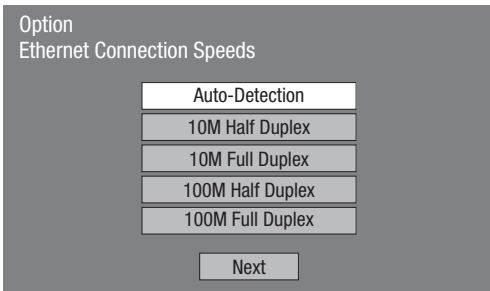 Option
Ethernet Connection Speeds
Auto-Detection
10M Half Duplex
10M Full Duplex
100M Half Duplex
100M Full Duplex
Next